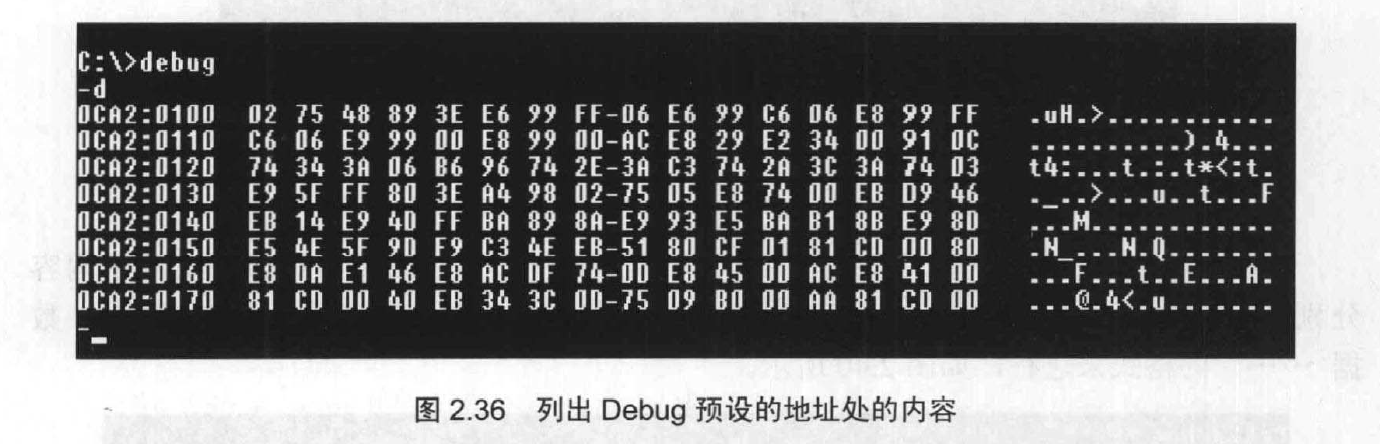 C:\>debug
-d
0CA2:0100  02 75 48 89 3E E6 99 FF-06 E6 99 C6 06 E8 99 FF  .uH.>...........
0CA2:0110  C6 06 E9 99 00 E8 99 00-AC E8 29 E2 34 00 91 0C  ..........).4...
0CA2:0120  74 34 3A 06 B6 96 74 2E-3A C3 74 2A 3C 3A 74 03  t4:...t.:.t*<:t.
0CA2:0130  E9 5F FF 80 3E A4 98 02-75 05 E8 74 00 EB D9 46  ._..>...u..t...F
0CA2:0140  EB 14 E9 4D FF BA 89 8A-E9 93 E5 BA B1 8B E9 8D  ...M............
0CA2:0150  E5 4E 5F 9D F9 C3 4E EB-51 80 CF 01 81 CD 00 80  .N_...N.Q.......
0CA2:0160  E8 DA E1 46 E8 AC DF 74-0D E8 45 00 AC E8 41 00  ...F...t..E...A.
0CA2:0170  81 CD 00 40 EB 34 3C 0D-75 09 B0 00 AA 81 CD 00  ...@.4<.u.......
-
图 2.36 列出 Debug 预设的地址处的内容